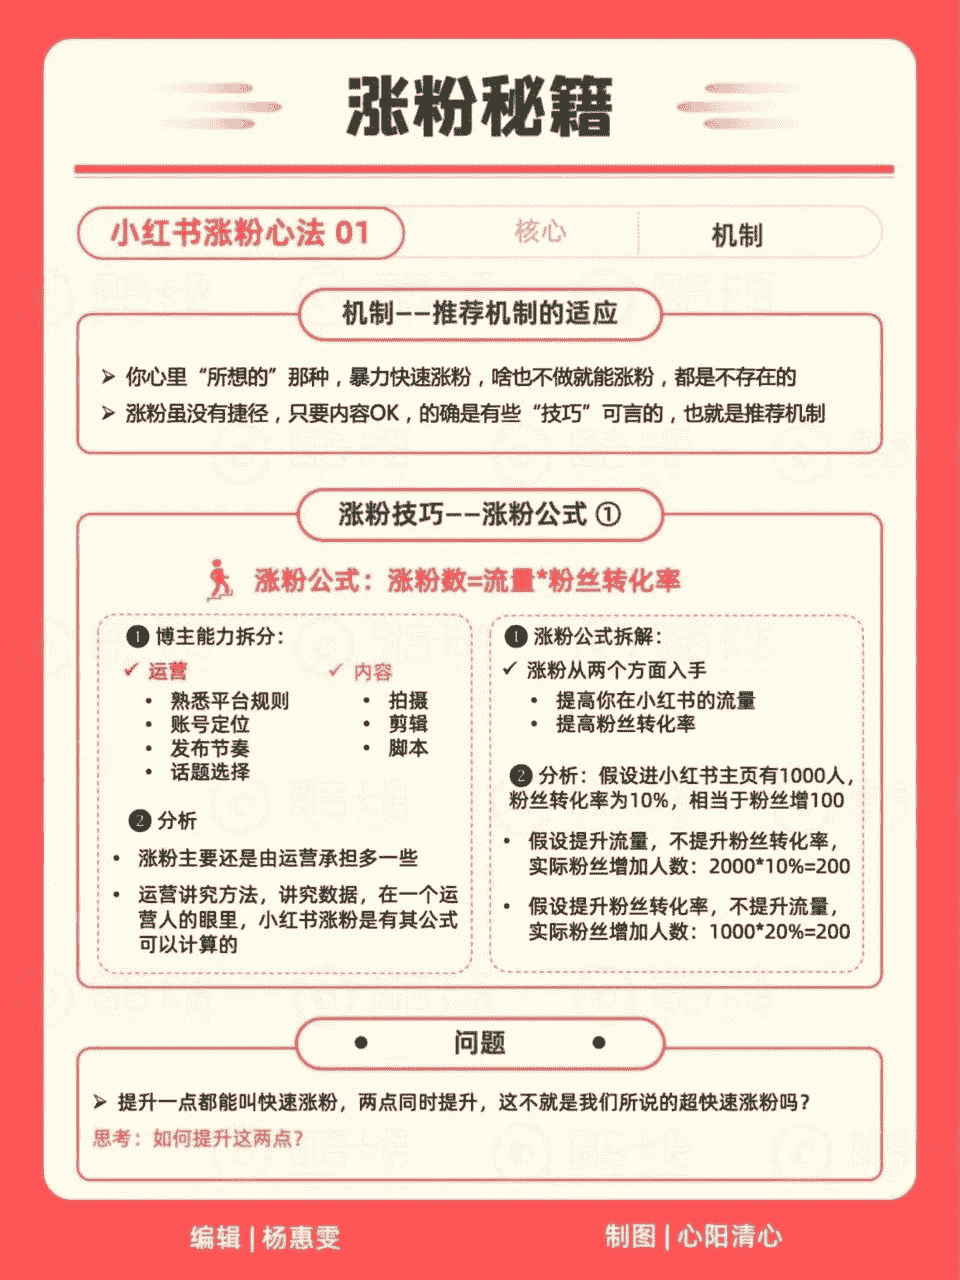 涨粉秘籍
小红书涨粉心法 01
核心
机制
机制——推荐机制的适应
➢ 你心里“所想的”那种，暴力快速涨粉，啥也不做就能涨粉，都是不存在的
➢ 涨粉虽没有捷径，只要内容OK，的确是有些“技巧”可言的，也就是推荐机制
涨粉技巧——涨粉公式 ①
涨粉公式：涨粉数=流量*粉丝转化率
❶ 博主能力拆分：
✓ 运营
• 熟悉平台规则
• 账号定位
• 发布节奏
• 话题选择
✓ 内容
• 拍摄
• 剪辑
• 脚本
❷ 分析
• 涨粉主要还是由运营承担多一些
• 运营讲究方法，讲究数据，在一个运
营人的眼里，小红书涨粉是有其公式
可以计算的
❶ 涨粉公式拆解：
✓ 涨粉从两个方面入手
• 提高你在小红书的流量
• 提高粉丝转化率
❷ 分析：假设进小红书主页有1000人，
粉丝转化率为10%，相当于粉丝增100
• 假设提升流量，不提升粉丝转化率，
实际粉丝增加人数：2000*10%=200
• 假设提升粉丝转化率，不提升流量，
实际粉丝增加人数：1000*20%=200
• 问题 •
➢ 提升一点都能叫快速涨粉，两点同时提升，这不就是我们所说的超快速涨粉吗？
思考：如何提升这两点？
编辑 | 杨惠雯
制图 | 心阳清心